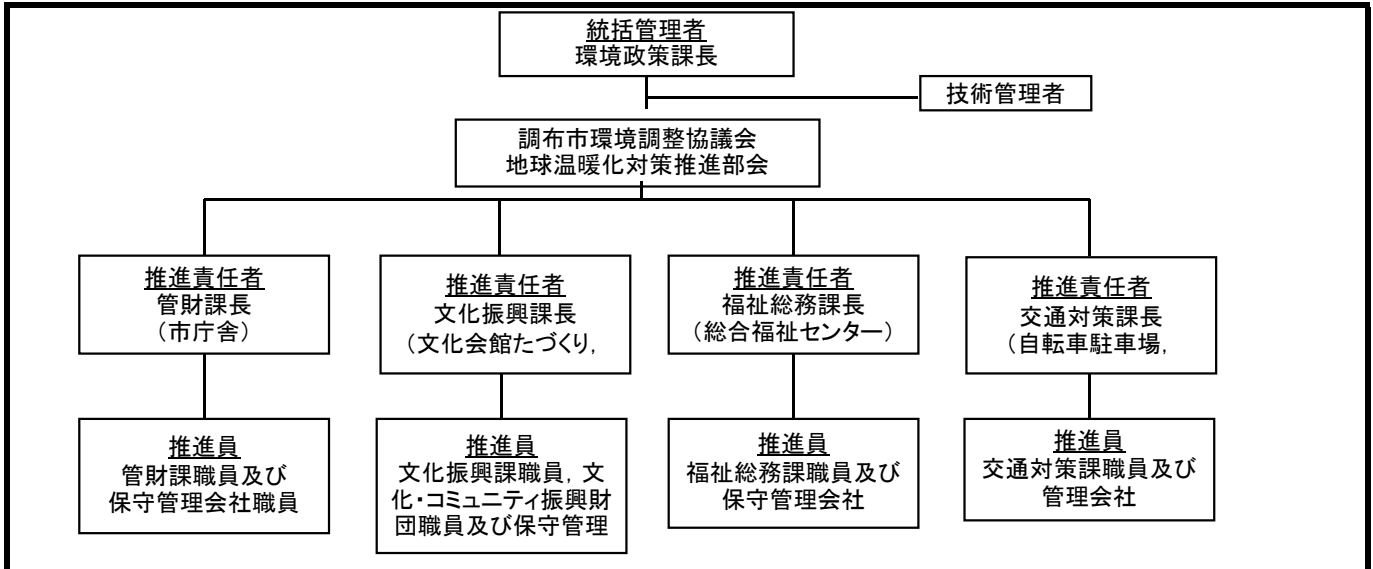 統括管理者
環境政策課長
技術管理者
調布市環境調整協議会
地球温暖化対策推進部会
推進責任者
管財課長
（市庁舎）
推進責任者
文化振興課長
（文化会館たづくり，
推進責任者
福祉総務課長
（総合福祉センター）
推進責任者
交通対策課長
（自転車駐車場，
推進員
管財課職員及び
保守管理会社職員
推進員
文化振興課職員，文
化・コミュニティ振興財
団職員及び保守管理
推進員
福祉総務課職員及び
保守管理会社
推進員
交通対策課職員及び
管理会社